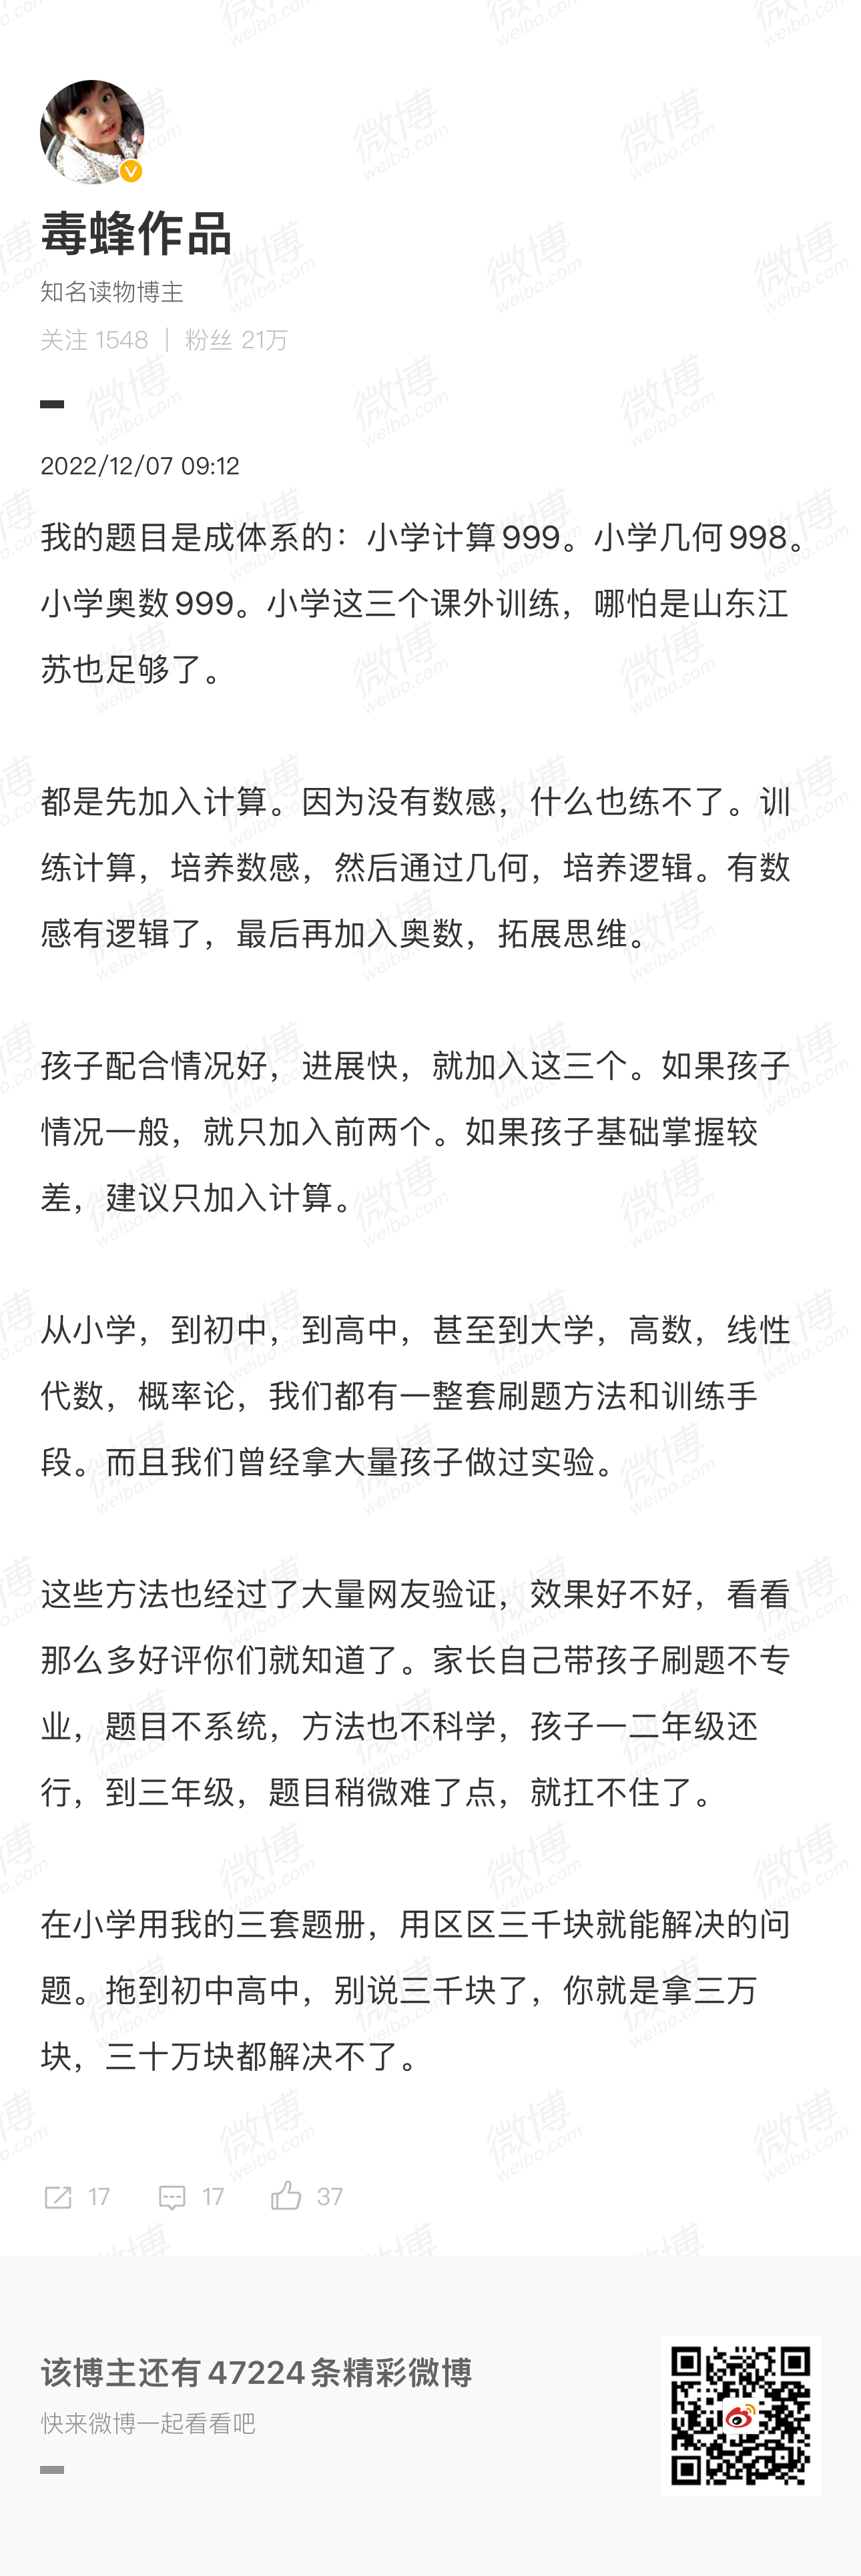 毒蜂作品
知名读物博主
关注 1548 | 粉丝 21万
2022/12/07 09:12
我的题目是成体系的：小学计算999。小学几何998。
小学奥数999。小学这三个课外训练，哪怕是山东江
苏也足够了。
都是先加入计算。因为没有数感，什么也练不了。训
练计算，培养数感，然后通过几何，培养逻辑。有数
感有逻辑了，最后再加入奥数，拓展思维。
孩子配合情况好，进展快，就加入这三个。如果孩子
情况一般，就只加入前两个。如果孩子基础掌握较
差，建议只加入计算。
从小学，到初中，到高中，甚至到大学，高数，线性
代数，概率论，我们都有一整套刷题方法和训练手
段。而且我们曾经拿大量孩子做过实验。
这些方法也经过了大量网友验证，效果好不好，看看
那么多好评你们就知道了。家长自己带孩子刷题不专
业，题目不系统，方法也不科学，孩子一二年级还
行，到三年级，题目稍微难了点，就扛不住了。
在小学用我的三套题册，用区区三千块就能解决的问
题。拖到初中高中，别说三千块了，你就是拿三万
块，三十万块都解决不了。
17 17 37
该博主还有47224条精彩微博
快来微博一起看看吧
微博
weibo.com